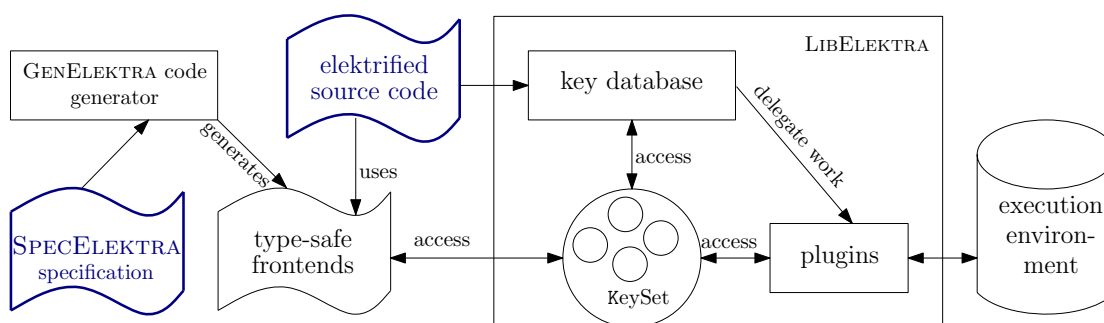 GENELEKTRA code
generator
generates
SPECELEKTRA
specification
elektrified
source code
uses
type-safe
frontends
access
LIBELEKTRA
key database
delegate work
access
KeySet
access
plugins
execution
environ-
ment